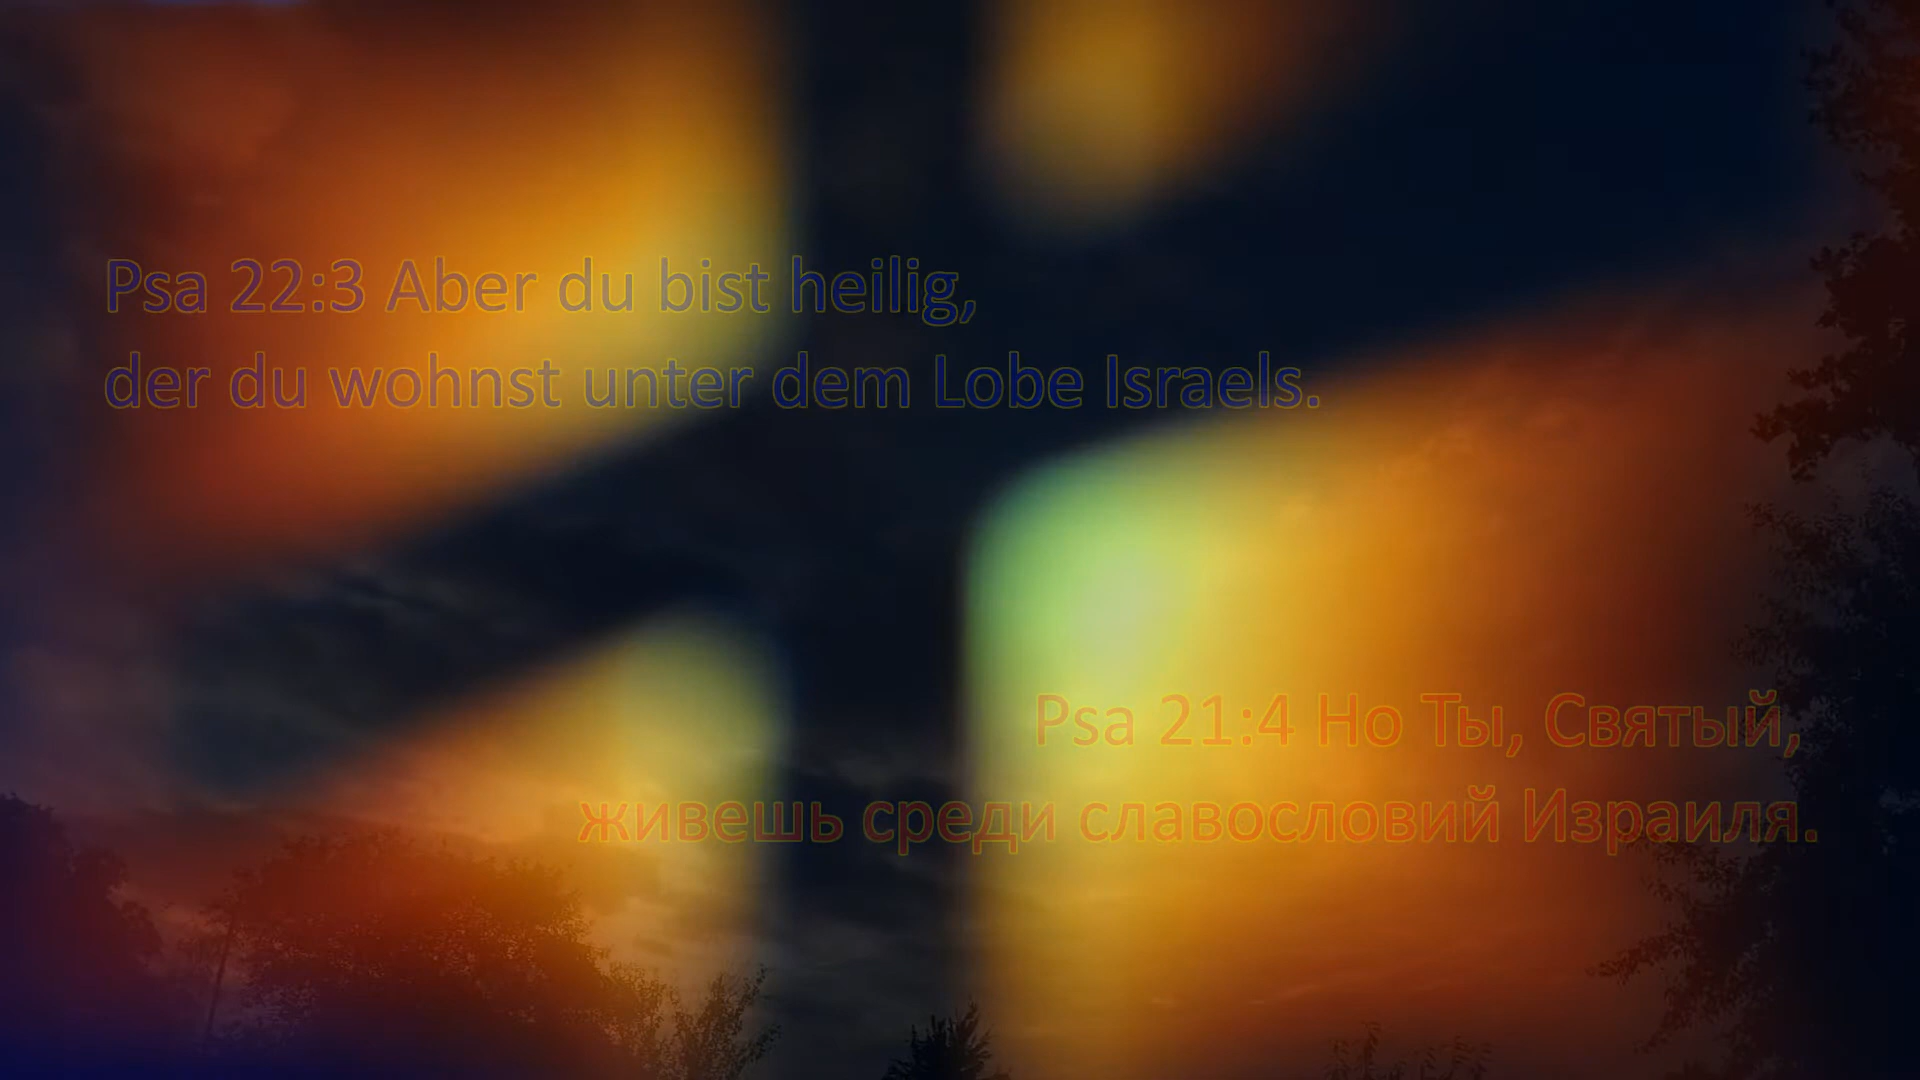 Psa 22:3 Aber du bist heilig,
der du wohnst unter dem Lobe Israels.
Psa 21:4 Но Ты, Святый,
живешь среди славословий Израиля.